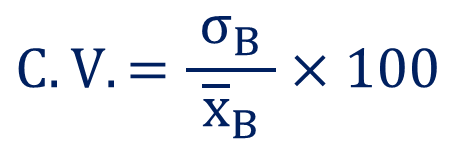 C. V. = σ_B / x̅_B × 100